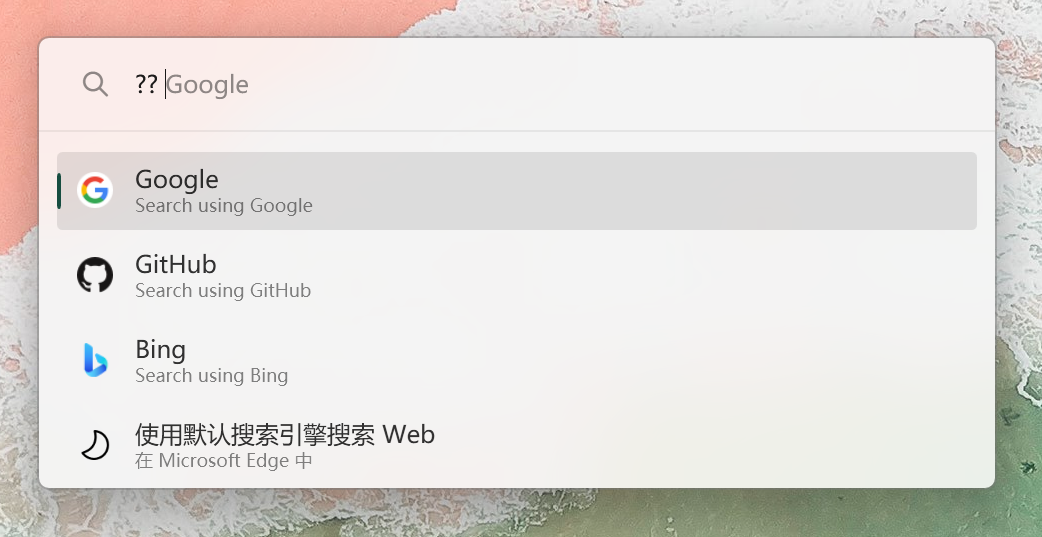 ?? Google
Google
Search using Google
GitHub
Search using GitHub
Bing
Search using Bing
使用默认搜索引擎搜索 Web
在 Microsoft Edge 中